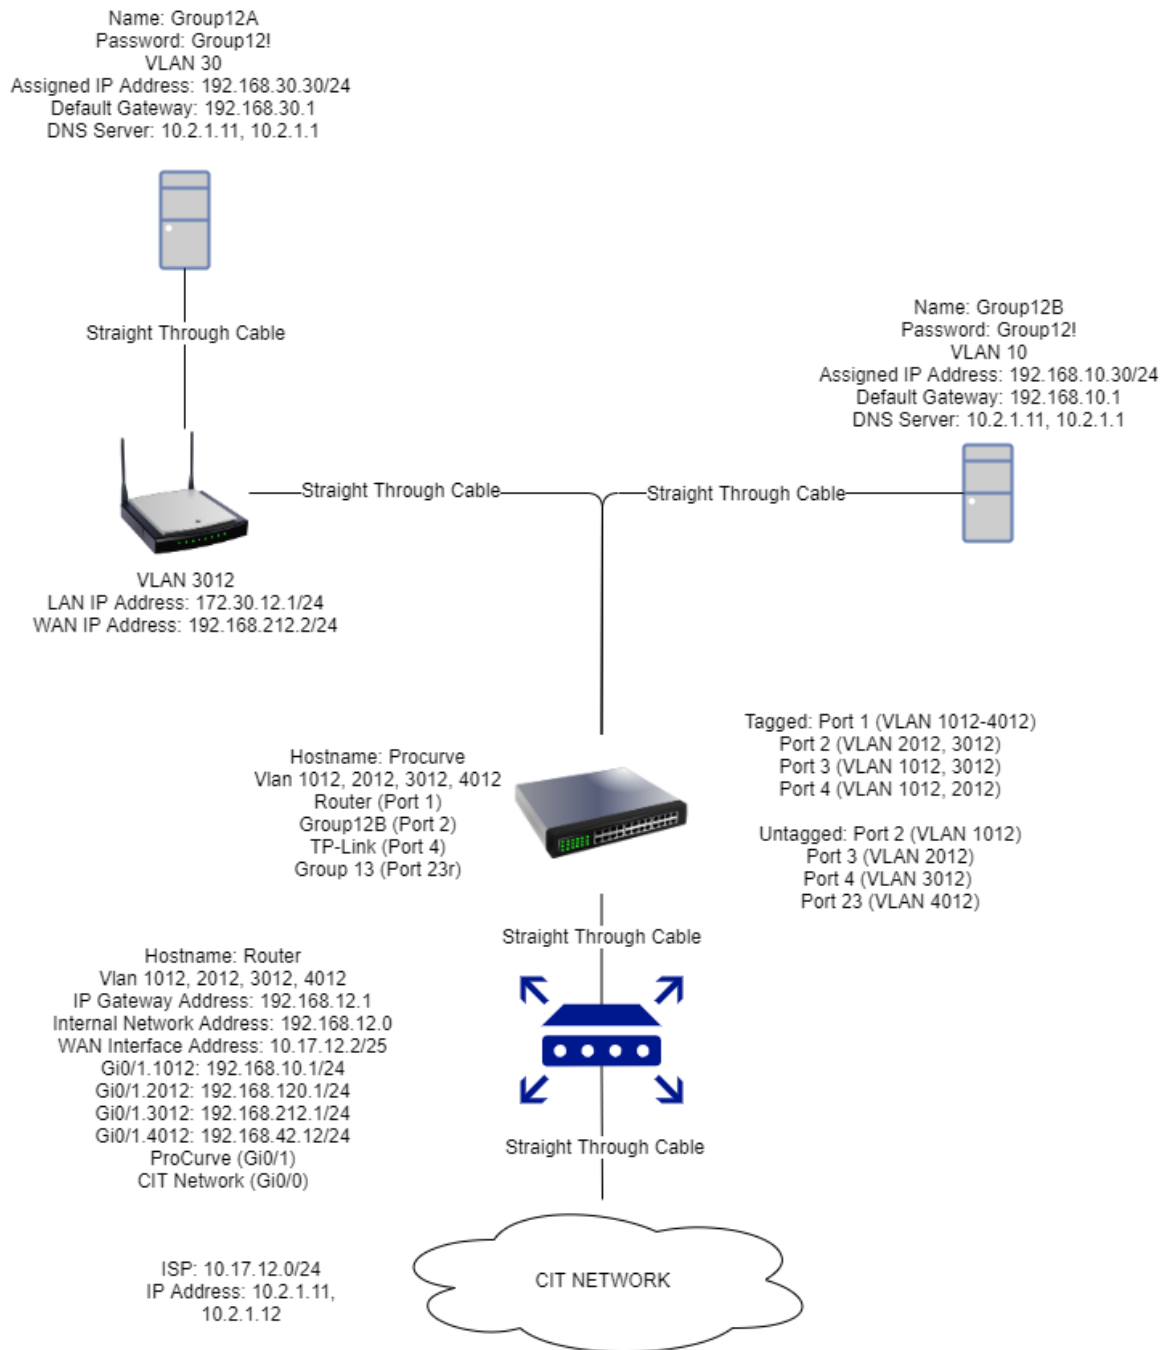 Name: Group12A
Password: Group12!
VLAN 30
Assigned IP Address: 192.168.30.30/24
Default Gateway: 192.168.30.1
DNS Server: 10.2.1.11, 10.2.1.1
Straight Through Cable
Name: Group12B
Password: Group12!
VLAN 10
Assigned IP Address: 192.168.10.30/24
Default Gateway: 192.168.10.1
DNS Server: 10.2.1.11, 10.2.1.1
Straight Through Cable
Straight Through Cable
VLAN 3012
LAN IP Address: 172.30.12.1/24
WAN IP Address: 192.168.212.2/24
Tagged: Port 1 (VLAN 1012-4012)
Port 2 (VLAN 2012, 3012)
Port 3 (VLAN 1012, 3012)
Port 4 (VLAN 1012, 2012)
Untagged: Port 2 (VLAN 1012)
Port 3 (VLAN 2012)
Port 4 (VLAN 3012)
Port 23 (VLAN 4012)
Hostname: Procurve
Vlan 1012, 2012, 3012, 4012
Router (Port 1)
Group12B (Port 2)
TP-Link (Port 4)
Group 13 (Port 23r)
Straight Through Cable
Hostname: Router
Vlan 1012, 2012, 3012, 4012
IP Gateway Address: 192.168.12.1
Internal Network Address: 192.168.12.0
WAN Interface Address: 10.17.12.2/25
Gi0/1.1012: 192.168.10.1/24
Gi0/1.2012: 192.168.120.1/24
Gi0/1.3012: 192.168.212.1/24
Gi0/1.4012: 192.168.42.12/24
ProCurve (Gi0/1)
CIT Network (Gi0/0)
Straight Through Cable
ISP: 10.17.12.0/24
IP Address: 10.2.1.11,
10.2.1.12
CIT NETWORK